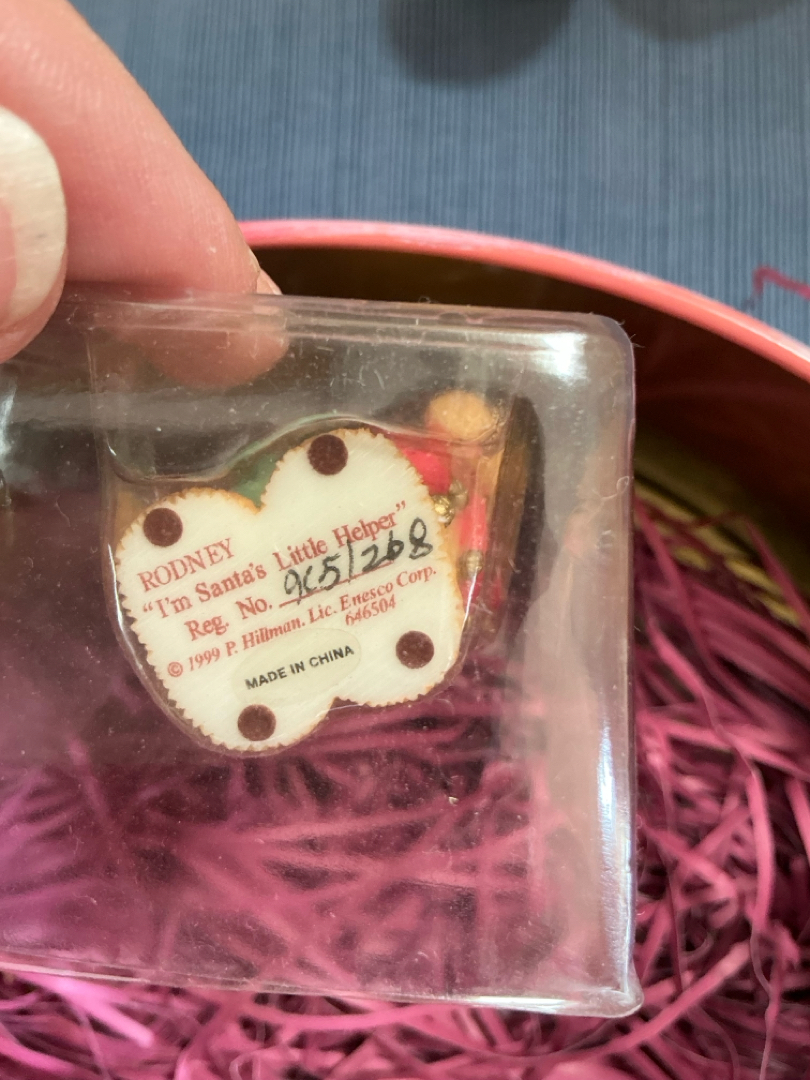 RODNEY
"I'm Santa's Little Helper"
Reg. No. 9C5/268
© 1999 P. Hillman. Lic. Enesco Corp.
646504
MADE IN CHINA